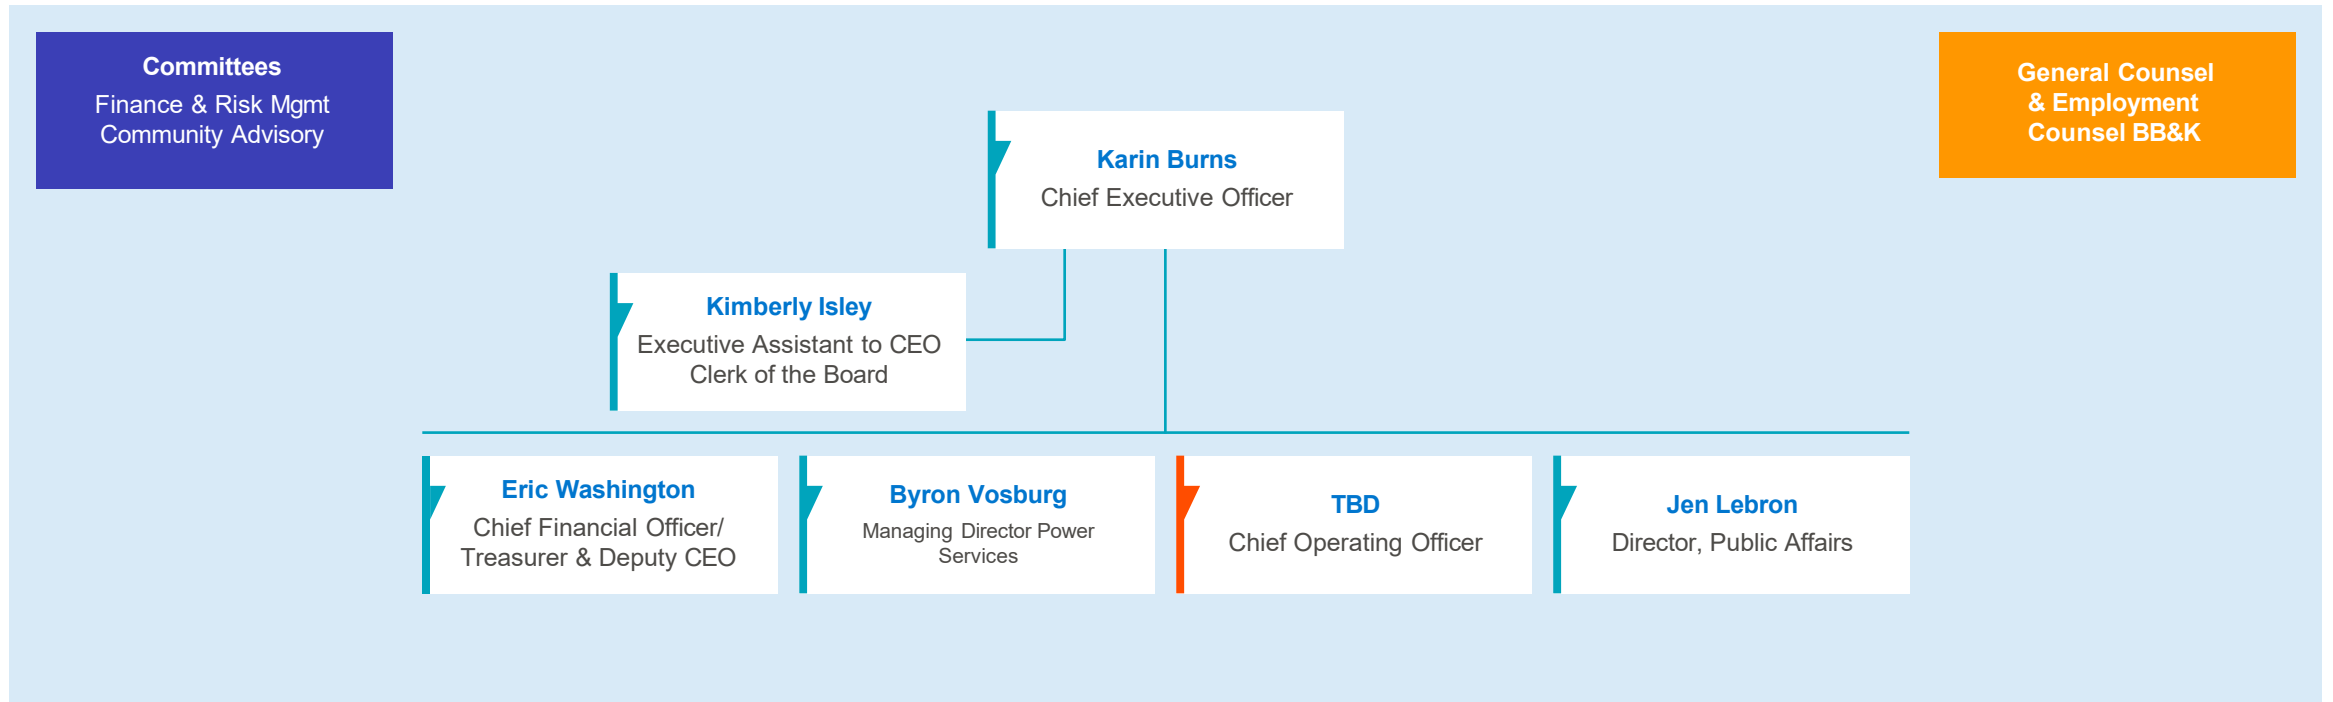 Committees
Finance & Risk Mgmt
Community Advisory
General Counsel
& Employment
Counsel BB&K
Karin Burns
Chief Executive Officer
Kimberly Isley
Executive Assistant to CEO
Clerk of the Board
Eric Washington
Chief Financial Officer/
Treasurer & Deputy CEO
Byron Vosburg
Managing Director Power
Services
TBD
Chief Operating Officer
Jen Lebron
Director, Public Affairs